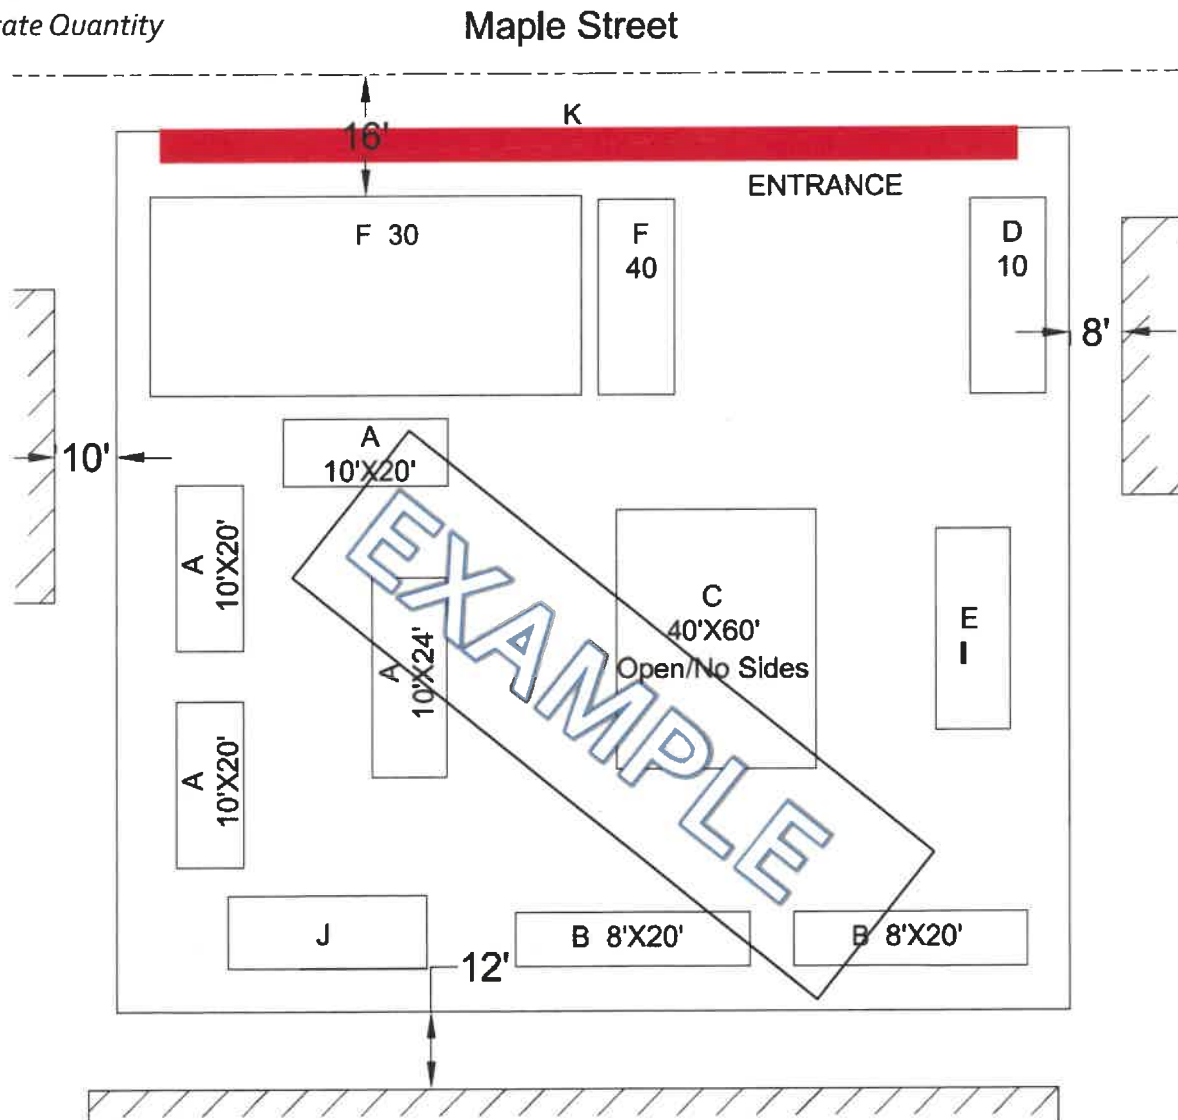 ate Quantity
Maple Street
K
16'
ENTRANCE
F 30
F
40
D
10
8'
10'
A
10'X20'
A
10'X20'
EXAMPLE
C
40'X60'
Open/No Sides
E
I
A
10'X24'
A
10'X20'
J
B 8'X20'
B 8'X20'
12'